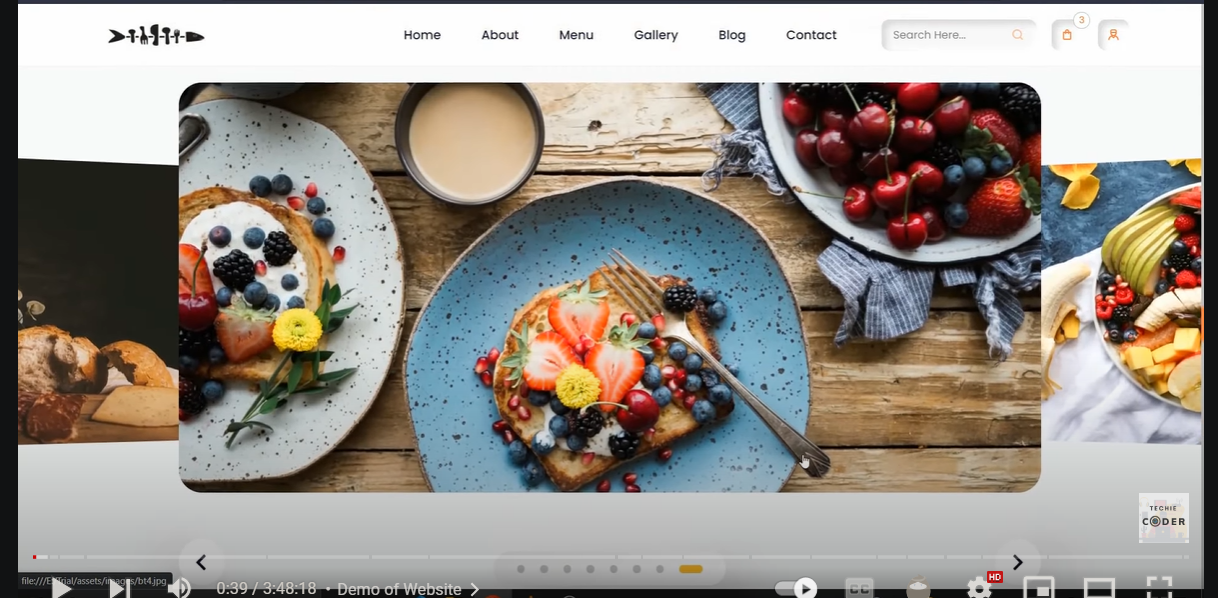 Home About Menu Gallery Blog Contact Search Here... 3
TECHIE
CODER
file:///E:/Trial/assets/images/bt4.jpg
0:39 / 3:48:18 • Demo of Website
CC
HD